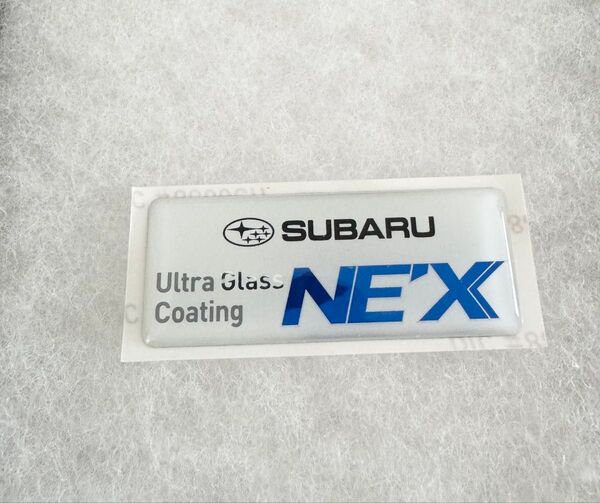 SUBARU
Ultra Glass
Coating
NE'X